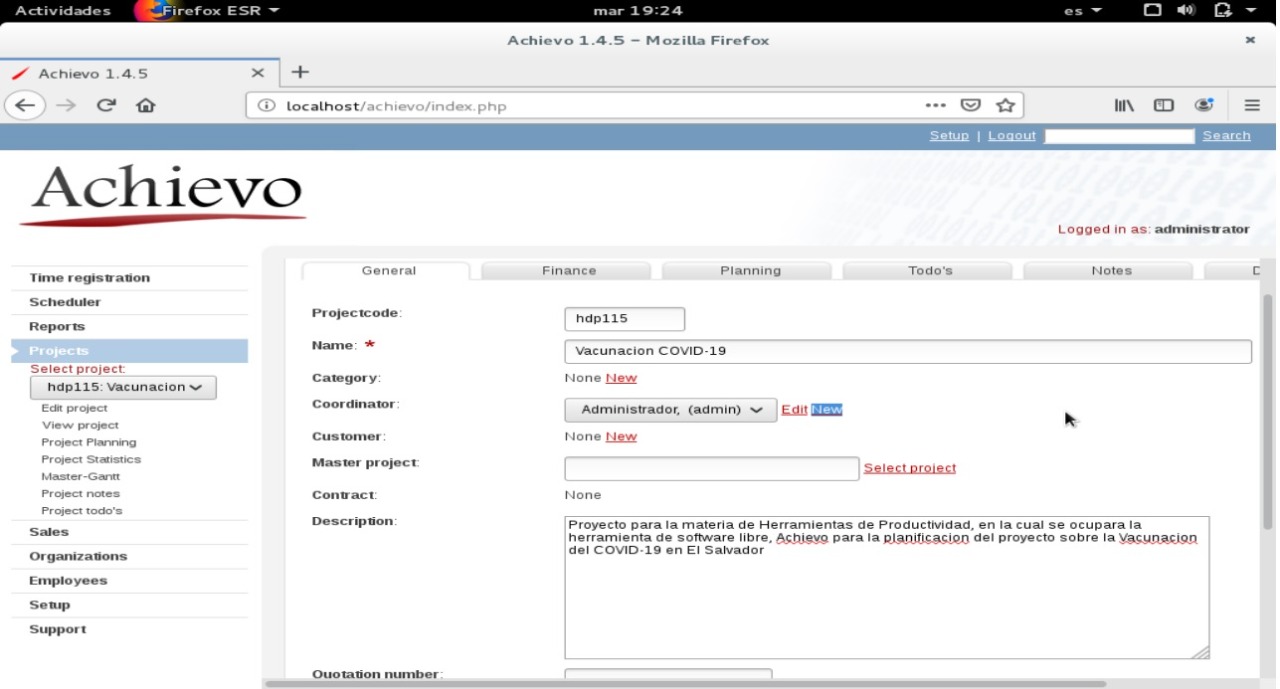 Actividades Firefox ESR mar 19:24 es
Achievo 1.4.5 – Mozilla Firefox ×
Achievo 1.4.5 × +
localhost/achievo/index.php
Setup | Logout Search
Achievo
Logged in as: administrator
Time registration
Scheduler
Reports
Projects
Select project:
hdp115: Vacunacion
Edit project
View project
Project Planning
Project Statistics
Master-Gantt
Project notes
Project todo's
Sales
Organizations
Employees
Setup
Support
General Finance Planning Todo's Notes D
Projectcode: hdp115
Name: * Vacunacion COVID-19
Category: None New
Coordinator: Administrador, (admin) Edit New
Customer: None New
Master project: Select project
Contract: None
Description: Proyecto para la materia de Herramientas de Productividad, en la cual se ocupara la
herramienta de software libre, Achievo para la planificacion del proyecto sobre la Vacunacion
del COVID-19 en El Salvador
Quotation number: